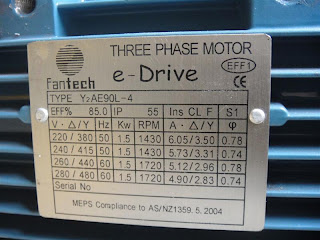 THREE PHASE MOTOR
EFF1
Fantech e-Drive
CE
TYPE Y2AE90L-4
EFF% 85.0 IP 55 Ins CL F S1
V - Δ/Y Hz Kw RPM A - Δ/Y φ
220 / 380 50 1.5 1430 6.05/3.50 0.78
240 / 415 50 1.5 1430 5.73/3.31 0.74
260 / 440 60 1.5 1720 5.12/2.96 0.78
280 / 480 60 1.5 1720 4.90/2.83 0.74
Serial No
MEPS Compliance to AS/NZ1359. 5. 2004